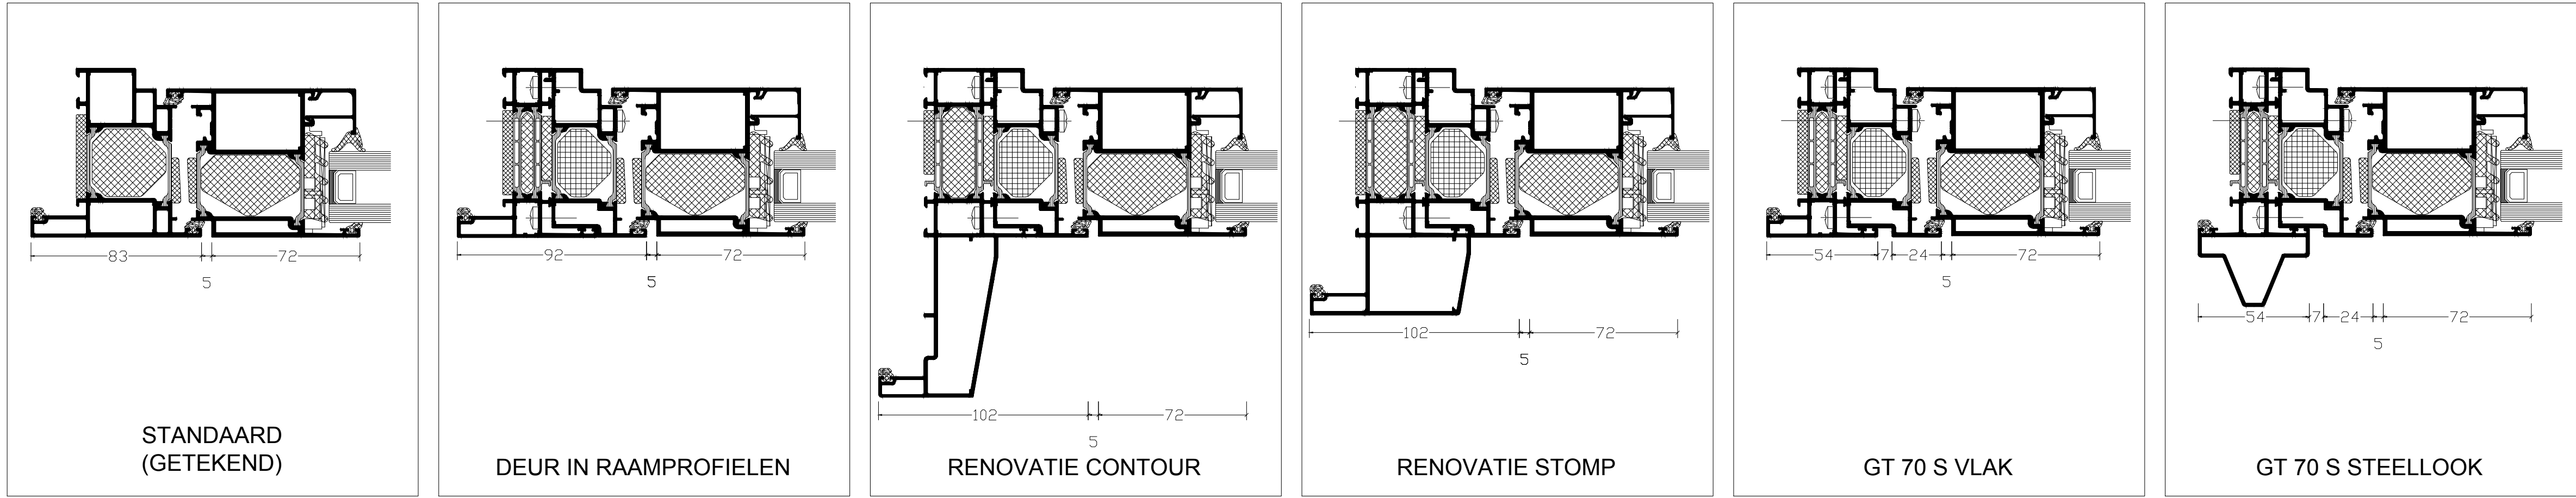 83 72
5
STANDAARD
(GETEKEND)
92 72
5
DEUR IN RAAMPROFIELEN
102 72
5
RENOVATIE CONTOUR
102 72
5
RENOVATIE STOMP
54 7 24 72
5
GT 70 S VLAK
54 7 24 72
5
GT 70 S STEELLOOK